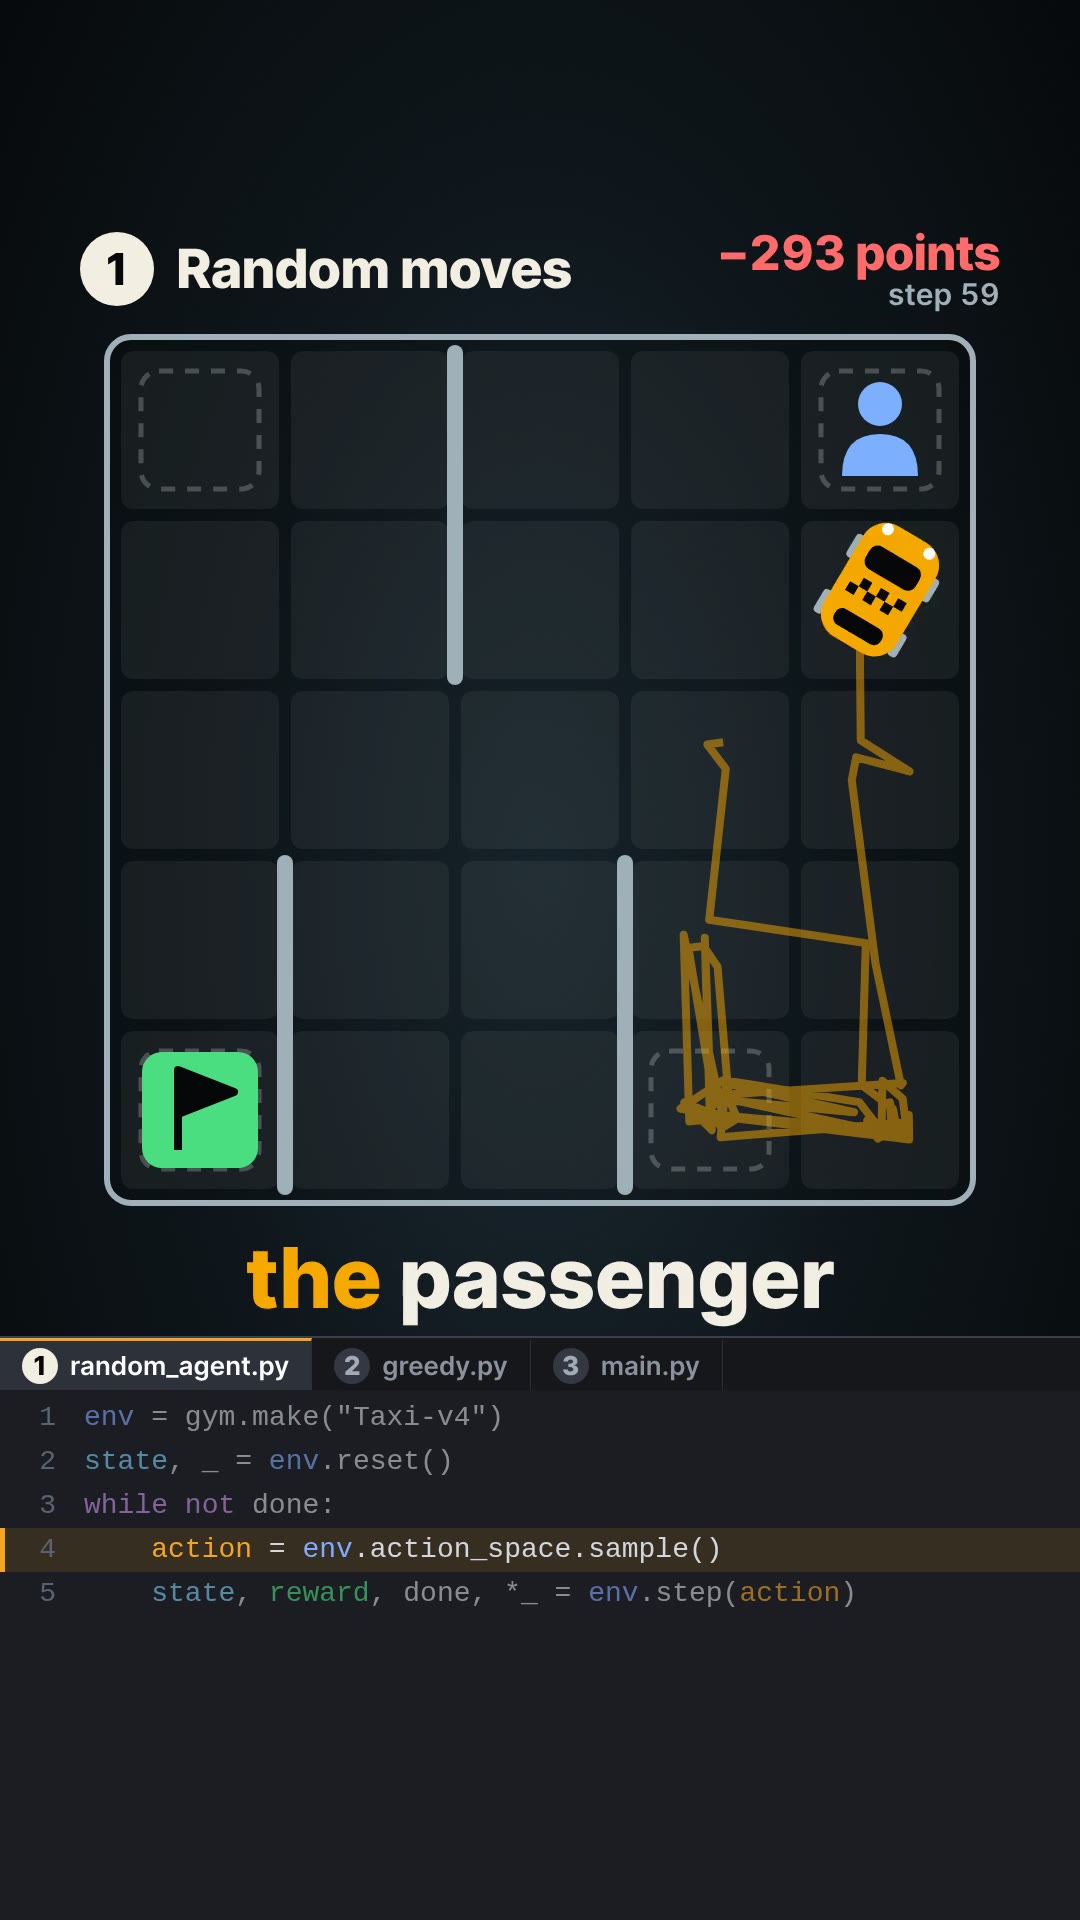 1 Random moves
−293 points
step 59
the passenger
1 random_agent.py 2 greedy.py 3 main.py
1 env = gym.make("Taxi-v4")
2 state, _ = env.reset()
3 while not done:
4     action = env.action_space.sample()
5     state, reward, done, *_ = env.step(action)